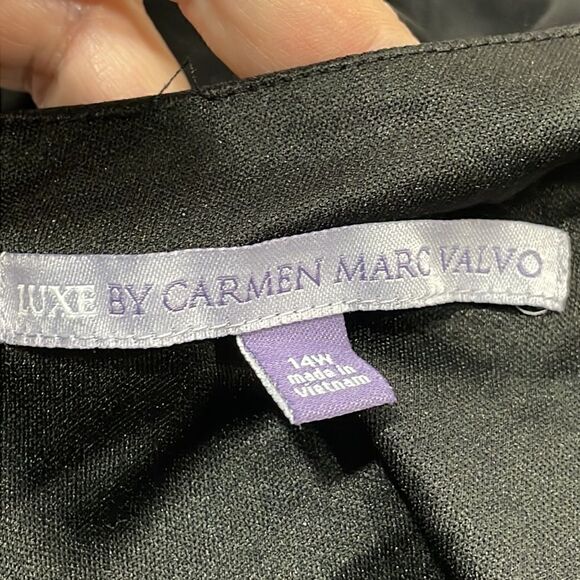 LUXE BY CARMEN MARC VALVO
14W
made in
Vietnam